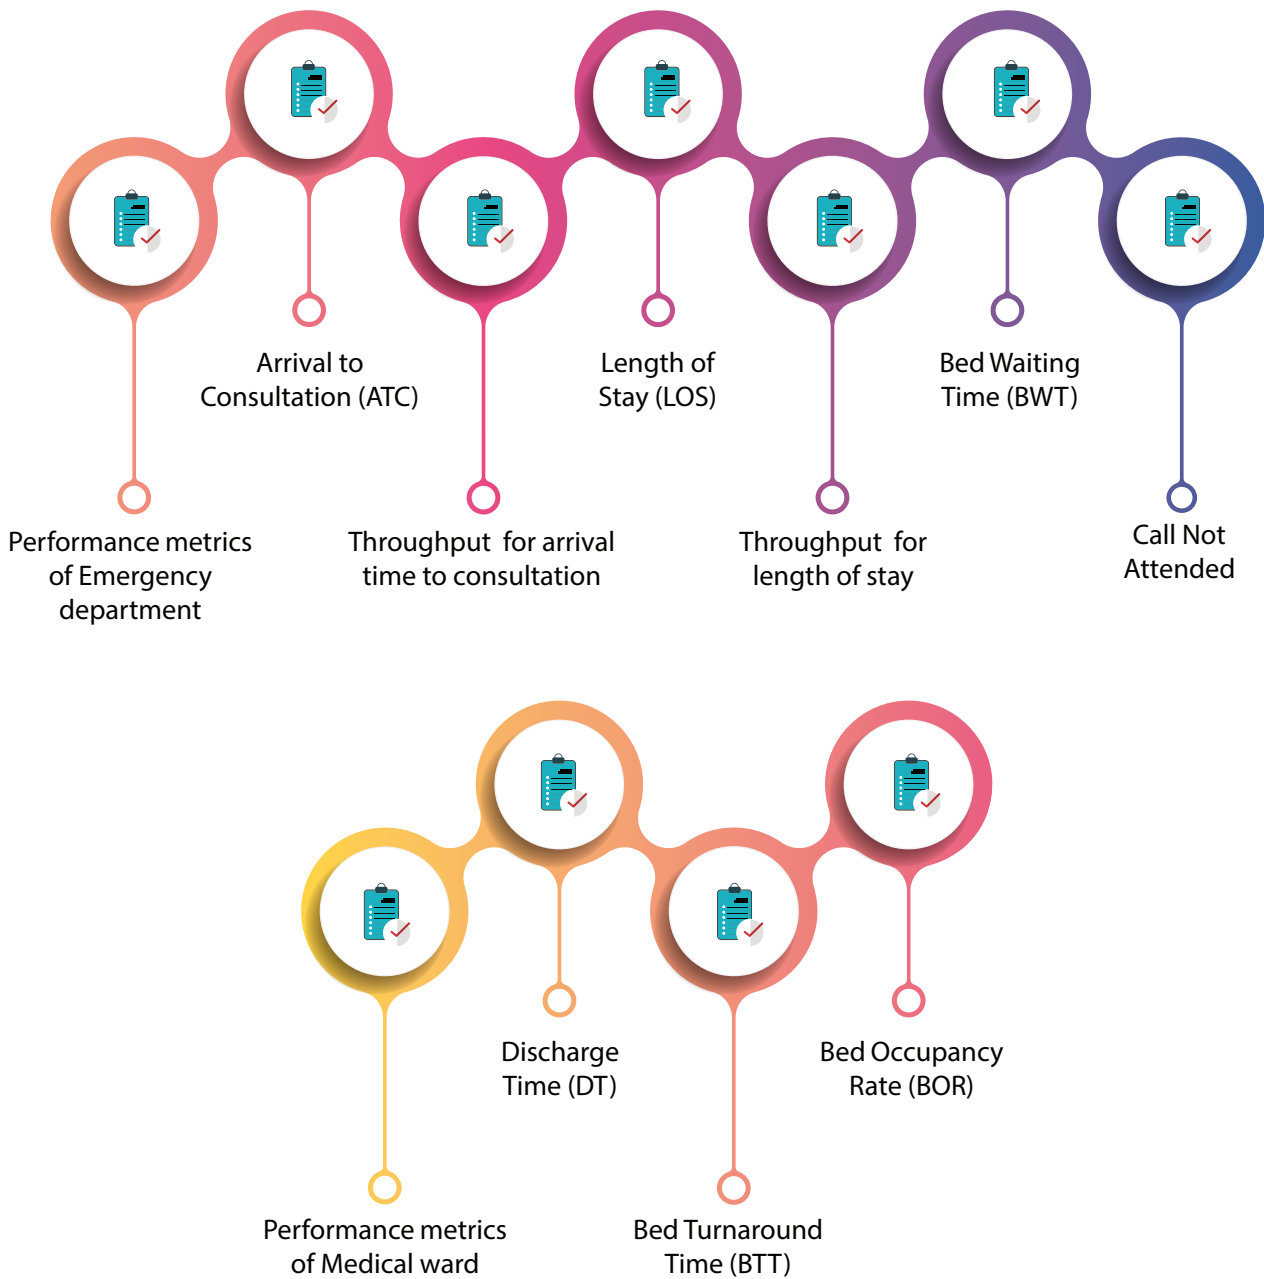 Performance metrics
of Emergency
department
Arrival to
Consultation (ATC)
Throughput for arrival
time to consultation
Length of
Stay (LOS)
Throughput for
length of stay
Bed Waiting
Time (BWT)
Call Not
Attended
Performance metrics
of Medical ward
Discharge
Time (DT)
Bed Turnaround
Time (BTT)
Bed Occupancy
Rate (BOR)